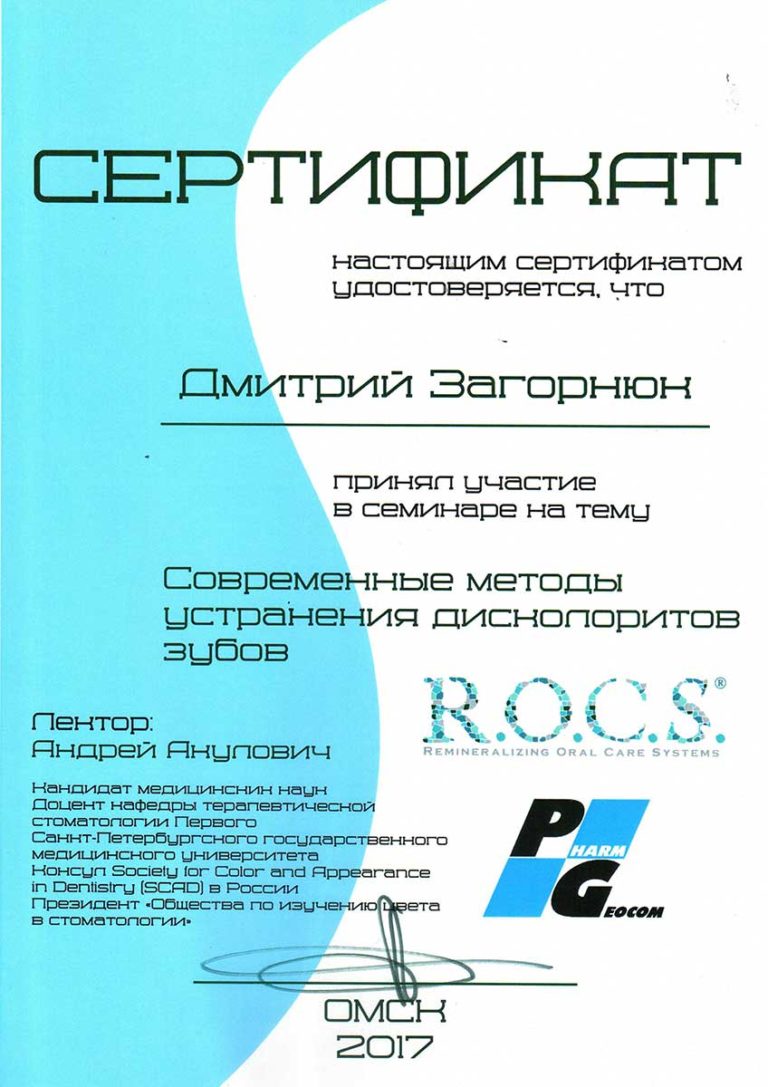 СЕРТИФИКАТ
настоящим сертификатом
удостоверяется, что
Дмитрий Загорнюк
принял участие
в семинаре на тему
Современные методы
устранения дисколоритов
зубов
R.O.C.S.®
Remineralizing Oral Care Systems
Лектор:
Андрей Акулович
Кандидат медицинских наук
Доцент кафедры терапевтической
стоматологии Первого
Санкт-Петербургского государственного
медицинского университета
Консул Society for Color and Appearance
in Dentistry (SCAD) в России
Президент «Общества по изучению цвета
в стоматологии»
PHARM
GEOCOM
ОМСК
2017